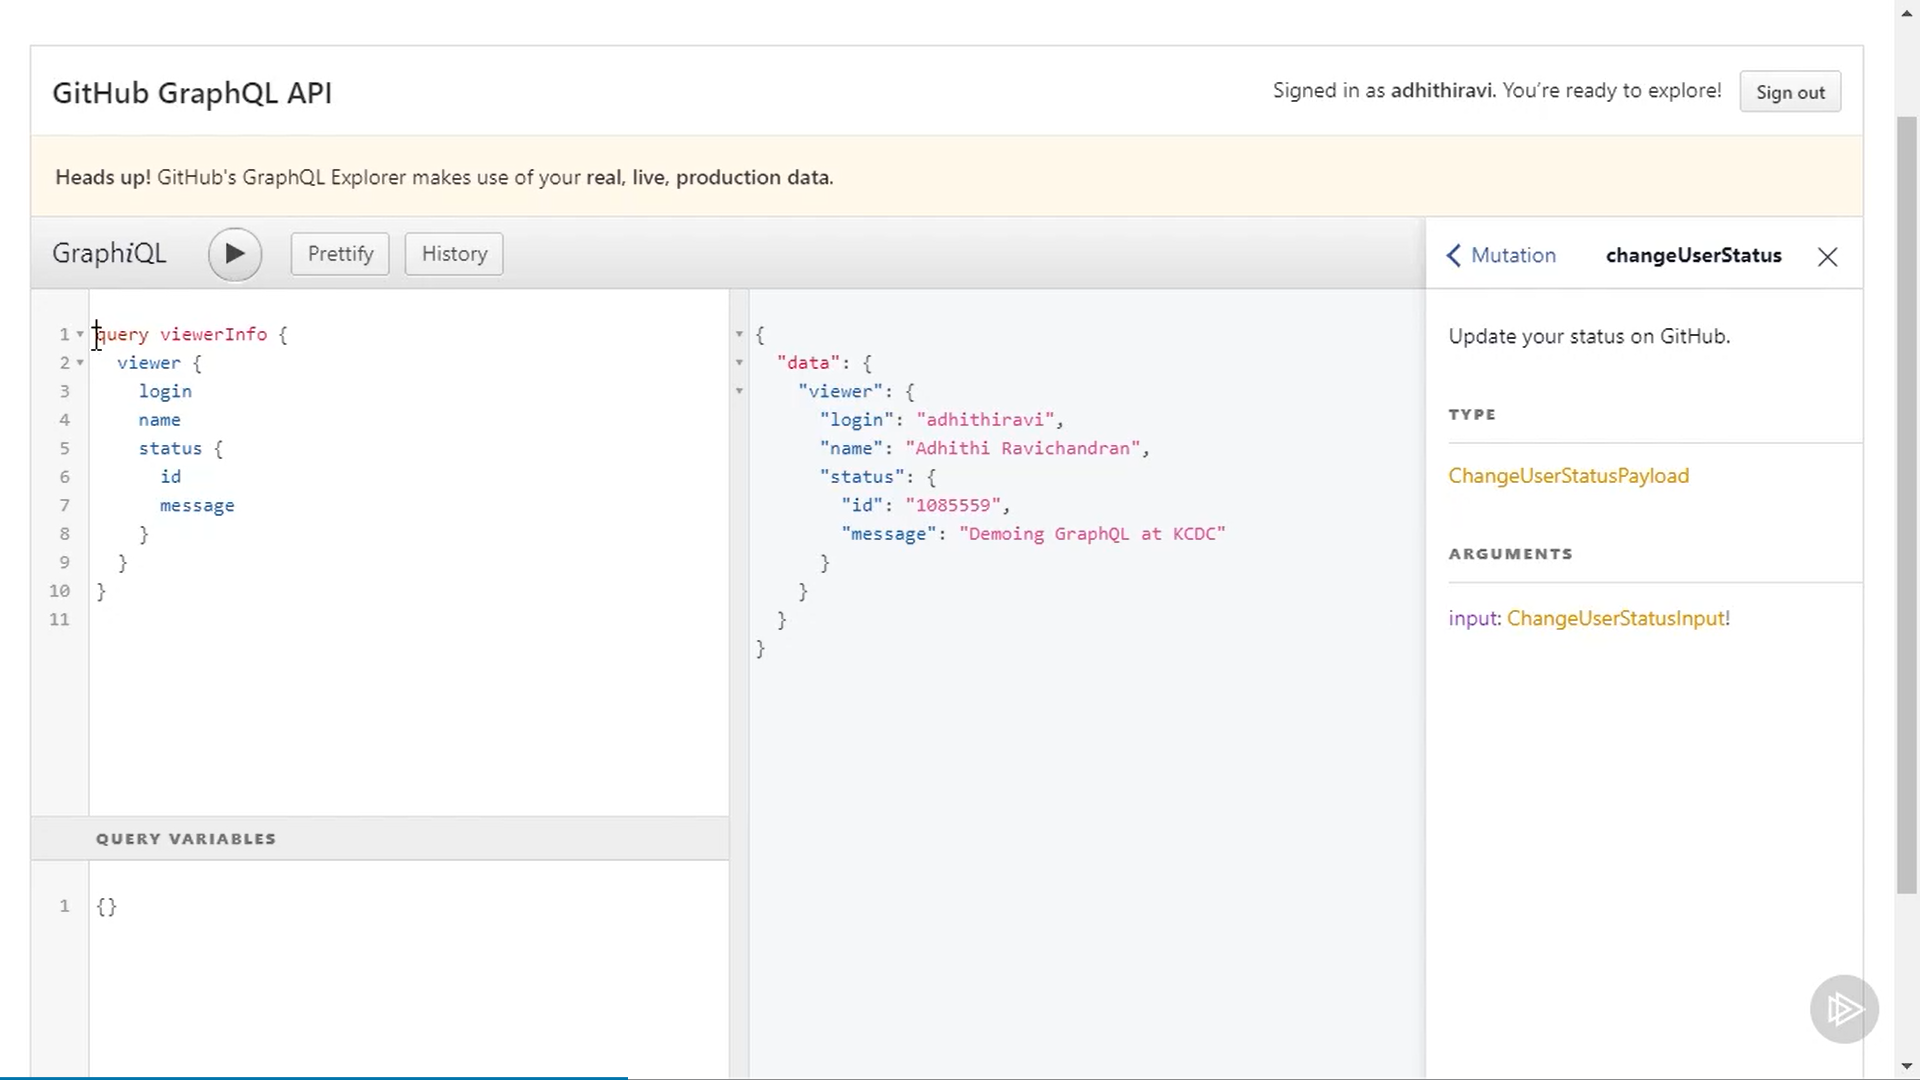 GitHub GraphQL API
Signed in as adhithiravi. You're ready to explore!
Sign out
Heads up! GitHub's GraphQL Explorer makes use of your real, live, production data.
GraphiQL
Prettify
History
Mutation
changeUserStatus
1 query viewerInfo {
2 viewer {
3 login
4 name
5 status {
6 id
7 message
8 }
9 }
10 }
11
QUERY VARIABLES
1 {}
{
"data": {
"viewer": {
"login": "adhithiravi",
"name": "Adhithi Ravichandran",
"status": {
"id": "1085559",
"message": "Demoing GraphQL at KCDC"
}
}
}
}
Update your status on GitHub.
TYPE
ChangeUserStatusPayload
ARGUMENTS
input: ChangeUserStatusInput!